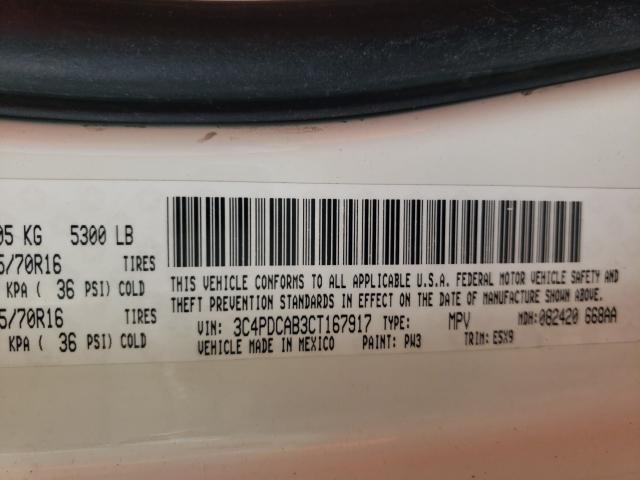 05 KG 5300 LB
5/70R16 TIRES
KPA ( 36 PSI) COLD
5/70R16 TIRES
KPA ( 36 PSI) COLD
THIS VEHICLE CONFORMS TO ALL APPLICABLE U.S.A. FEDERAL MOTOR VEHICLE SAFETY AND
THEFT PREVENTION STANDARDS IN EFFECT ON THE DATE OF MANUFACTURE SHOWN ABOVE.
VIN: 3C4PDCAB3CT167917 TYPE: MPV MDH: 082420 668AA
VEHICLE MADE IN MEXICO PAINT: PW3 TRIM: ESX9